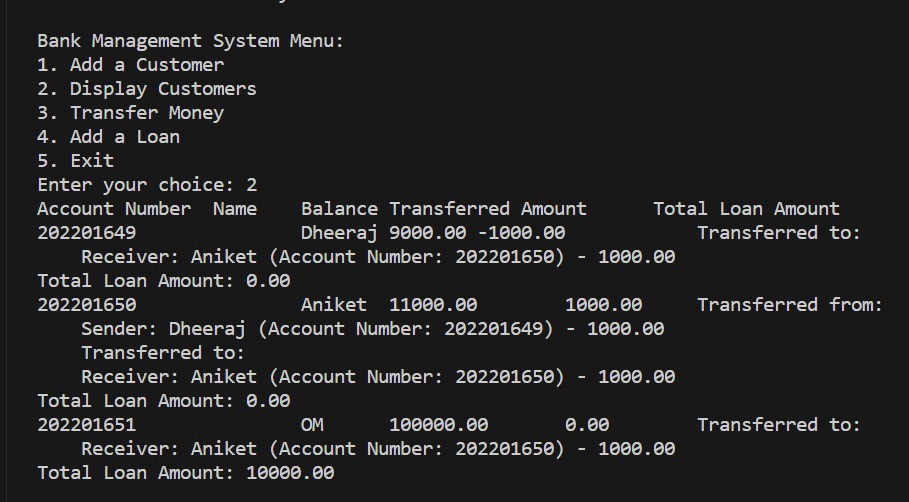 Bank Management System Menu:
1. Add a Customer
2. Display Customers
3. Transfer Money
4. Add a Loan
5. Exit
Enter your choice: 2
Account Number  Name    Balance Transferred Amount      Total Loan Amount
202201649               Dheeraj 9000.00 -1000.00            Transferred to:
    Receiver: Aniket (Account Number: 202201650) - 1000.00
Total Loan Amount: 0.00
202201650               Aniket  11000.00        1000.00     Transferred from:
    Sender: Dheeraj (Account Number: 202201649) - 1000.00
    Transferred to:
    Receiver: Aniket (Account Number: 202201650) - 1000.00
Total Loan Amount: 0.00
202201651               OM      100000.00       0.00        Transferred to:
    Receiver: Aniket (Account Number: 202201650) - 1000.00
Total Loan Amount: 10000.00